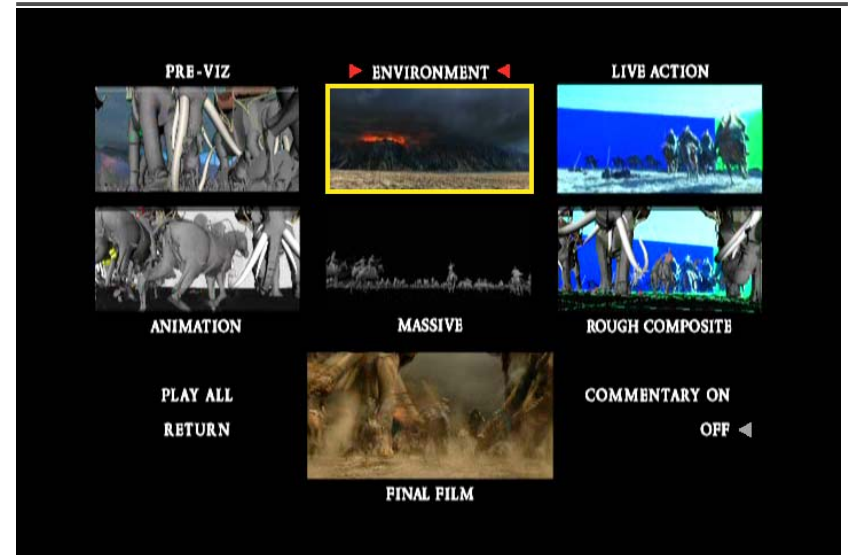 PRE-VIZ
ENVIRONMENT
LIVE ACTION
ANIMATION
MASSIVE
ROUGH COMPOSITE
PLAY ALL
COMMENTARY ON
RETURN
OFF
FINAL FILM